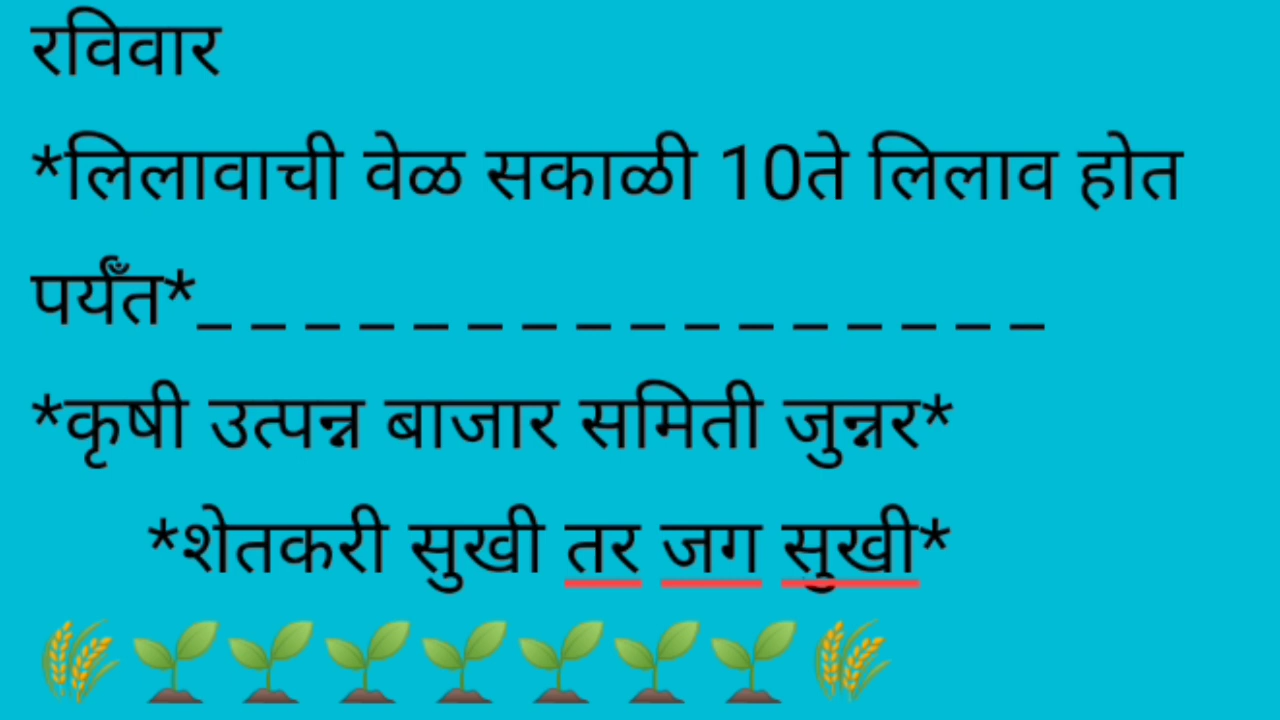 रविवार
*लिलावाची वेळ सकाळी 10ते लिलाव होत
पर्यँत*_ _ _ _ _ _ _ _ _ _ _ _ _ _ _ _
*कृषी उत्पन्न बाजार समिती जुन्नर*
*शेतकरी सुखी तर जग सुखी*
🌾🌱🌱🌱🌱🌱🌱🌱🌾